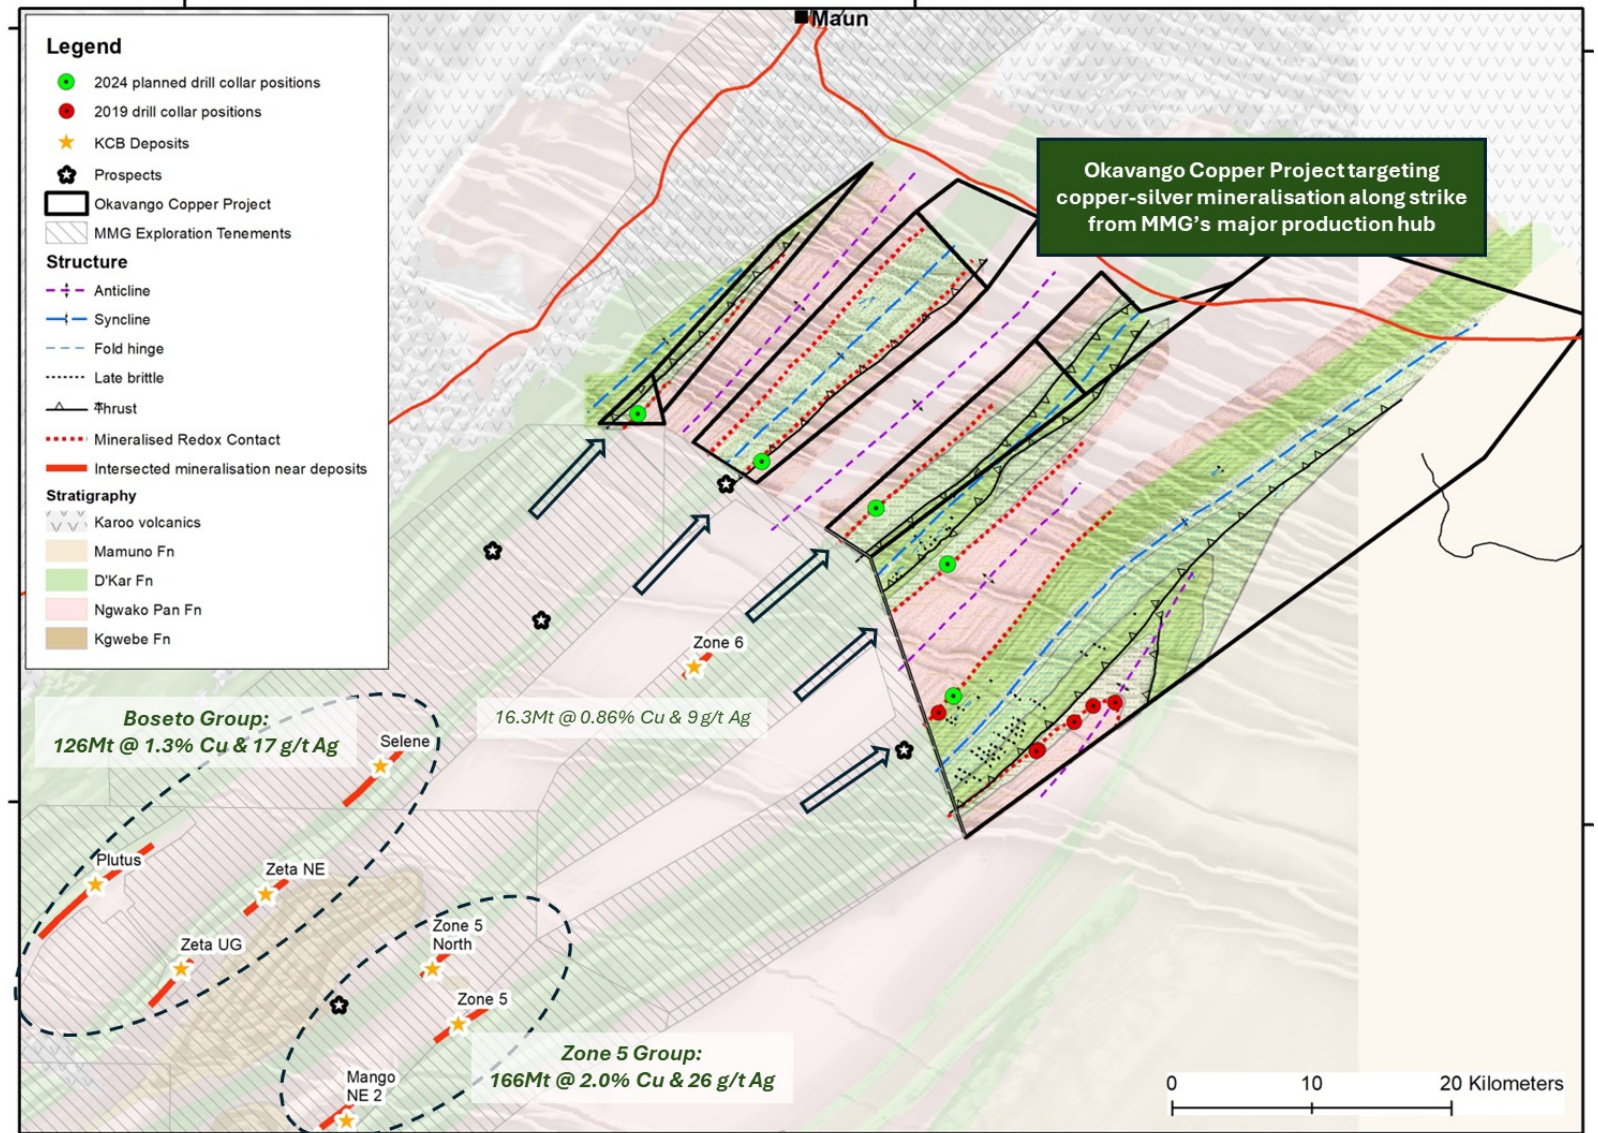 Maun
Legend
2024 planned drill collar positions
2019 drill collar positions
KCB Deposits
Prospects
Okavango Copper Project
MMG Exploration Tenements
Structure
Anticline
Syncline
Fold hinge
Late brittle
Thrust
Mineralised Redox Contact
Intersected mineralisation near deposits
Stratigraphy
Karoo volcanics
Mamuno Fn
D'Kar Fn
Ngwako Pan Fn
Kgwebe Fn
Okavango Copper Project targeting
copper-silver mineralisation along strike
from MMG's major production hub
Zone 6
16.3Mt @ 0.86% Cu & 9 g/t Ag
Boseto Group:
126Mt @ 1.3% Cu & 17 g/t Ag
Selene
Plutus
Zeta NE
Zeta UG
Zone 5
North
Zone 5
Mango
NE 2
Zone 5 Group:
166Mt @ 2.0% Cu & 26 g/t Ag
0 10 20 Kilometers